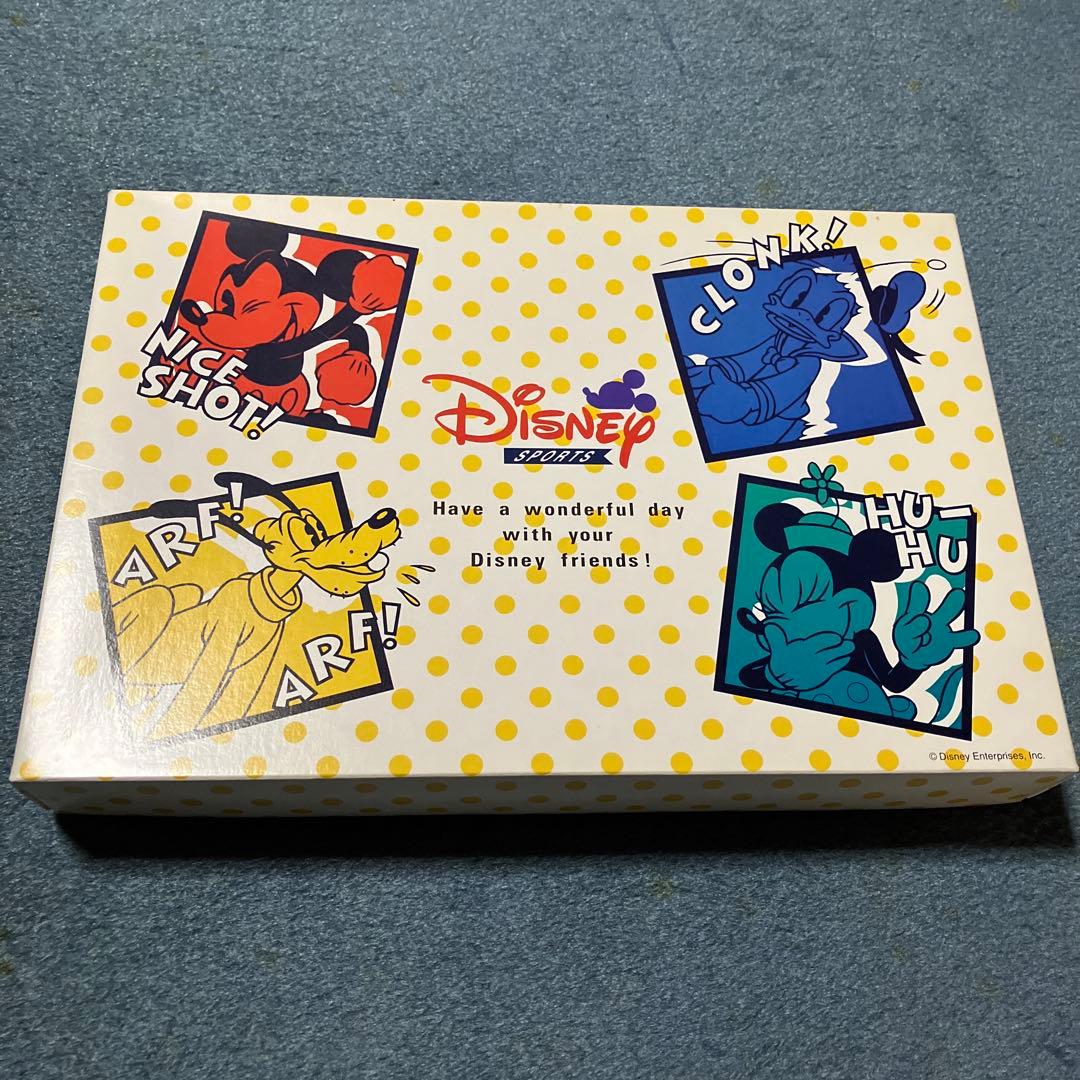 NICE
SHOT!
CLONK!
Disney
SPORTS
Have a wonderful day
with your
Disney friends!
ARF!
ARF!
HU-
HU
© Disney Enterprises, Inc.